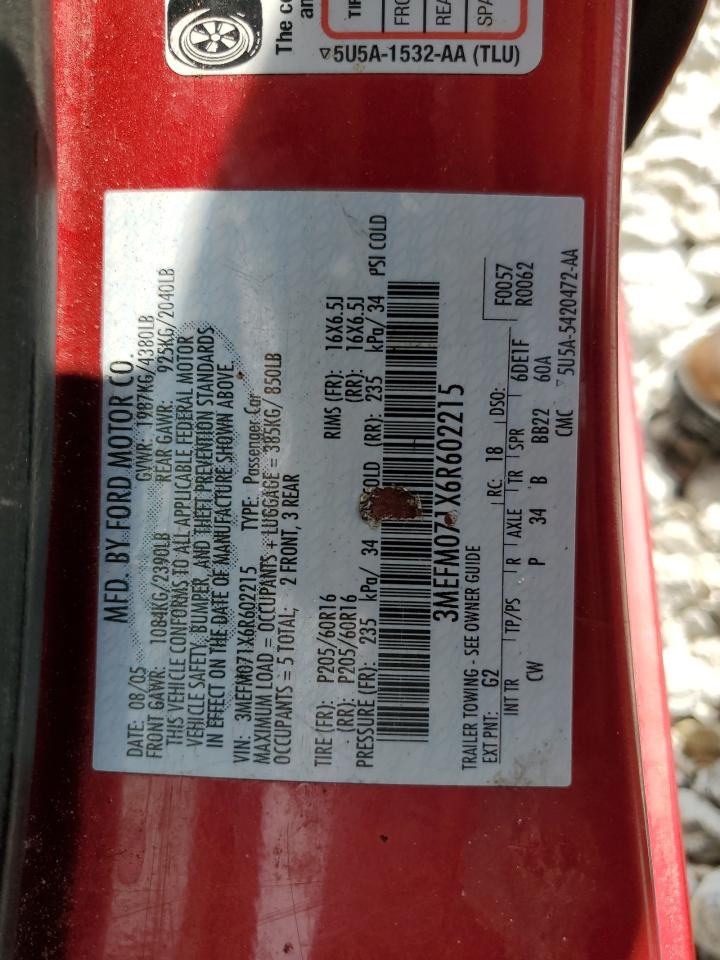 The co
an
TIR
FRO
REA
SPA
▽5U5A-1532-AA (TLU)
MFD. BY FORD MOTOR CO.
DATE: 08/05 GVWR: 1987KG/4380LB
FRONT GAWR: 1084KG/2390LB REAR GAWR: 925KG/2040LB
THIS VEHICLE CONFORMS TO ALL APPLICABLE FEDERAL MOTOR
VEHICLE SAFETY, BUMPER, AND THEFT PREVENTION STANDARDS
IN EFFECT ON THE DATE OF MANUFACTURE SHOWN ABOVE.
VIN: 3MEFM071X6R602215 TYPE: Passenger Car
MAXIMUM LOAD = OCCUPANTS + LUGGAGE = 385KG/ 850LB
OCCUPANTS = 5 TOTAL; 2 FRONT, 3 REAR
TIRE (FR): P205/60R16 RIMS (FR): 16X6.5J
(RR): P205/60R16 (RR): 16X6.5J
PRESSURE (FR): 235 kPa/ 34 OLD (RR): 235 kPa/ 34 PSI COLD
3MEFM071X6R602215
TRAILER TOWING - SEE OWNER GUIDE
EXT PNT: G2 RC: 18 DSO: F0057
R0062
INT TR TP/PS R AXLE TR SPR 6DE1F
CW P 34 B BB22 60A
CMC ▽5U5A-5420472-AA